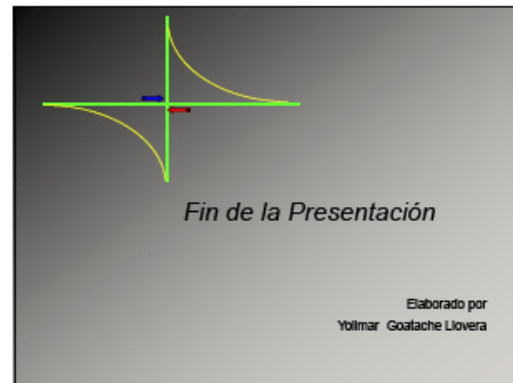 Fin de la Presentación
Elaborado por
Yolimar Goatache Llovera